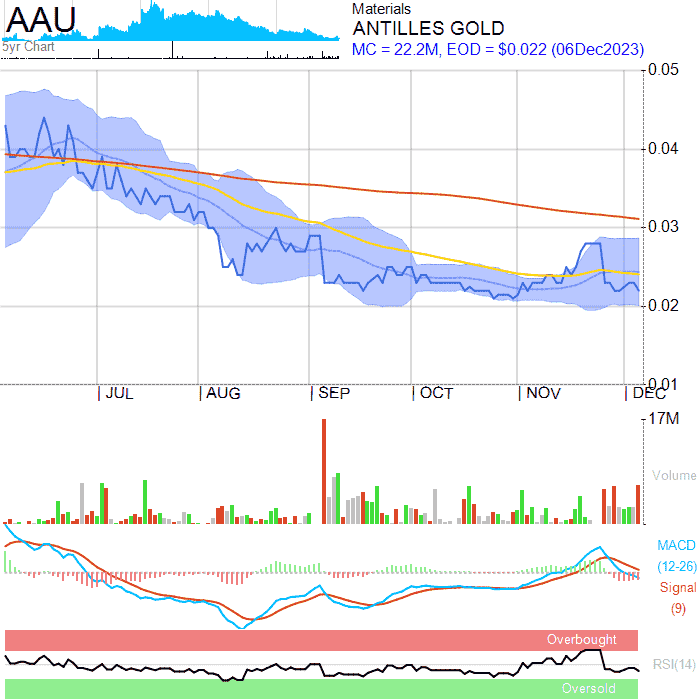 AAU
5yr Chart
Materials
ANTILLES GOLD
MC = 22.2M, EOD = $0.022 (06Dec2023)
0.05
0.04
0.03
0.02
0.01
JUL AUG SEP OCT NOV DEC
17M
Volume
MACD
(12-26)
Signal
(9)
Overbought
RSI(14)
Oversold